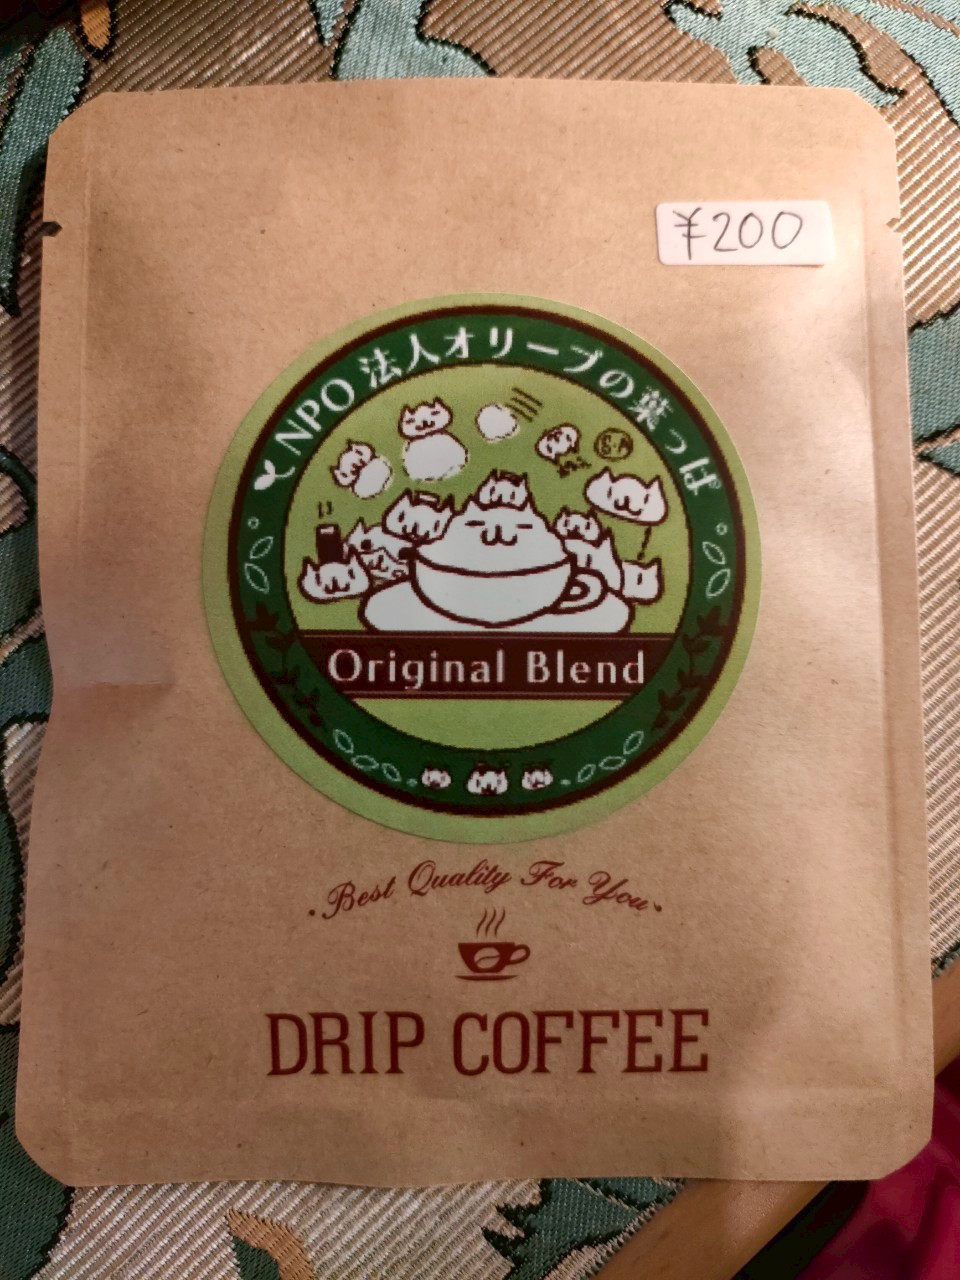 ¥200
NPO法人オリーブの葉っぱ
S·A
Original Blend
Best Quality For You
DRIP COFFEE